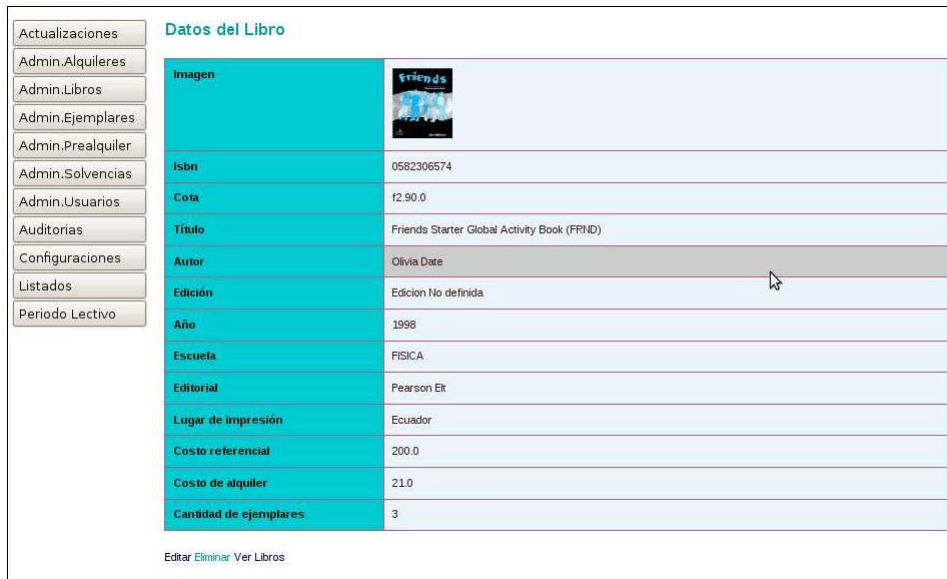 Actualizaciones
Admin.Alquileres
Admin.Libros
Admin.Ejemplares
Admin.Prealquiler
Admin.Solvencias
Admin.Usuarios
Auditorias
Configuraciones
Listados
Periodo Lectivo
Datos del Libro
Imagen
Friends
Isbn 0582306574
Cota f2.90.0
Título Friends Starter Global Activity Book (FRND)
Autor Olivia Date
Edición Edicion No definida
Año 1998
Escuela FISICA
Editorial Pearson Elt
Lugar de impresión Ecuador
Costo referencial 200.0
Costo de alquiler 21.0
Cantidad de ejemplares 3
Editar Eliminar Ver Libros